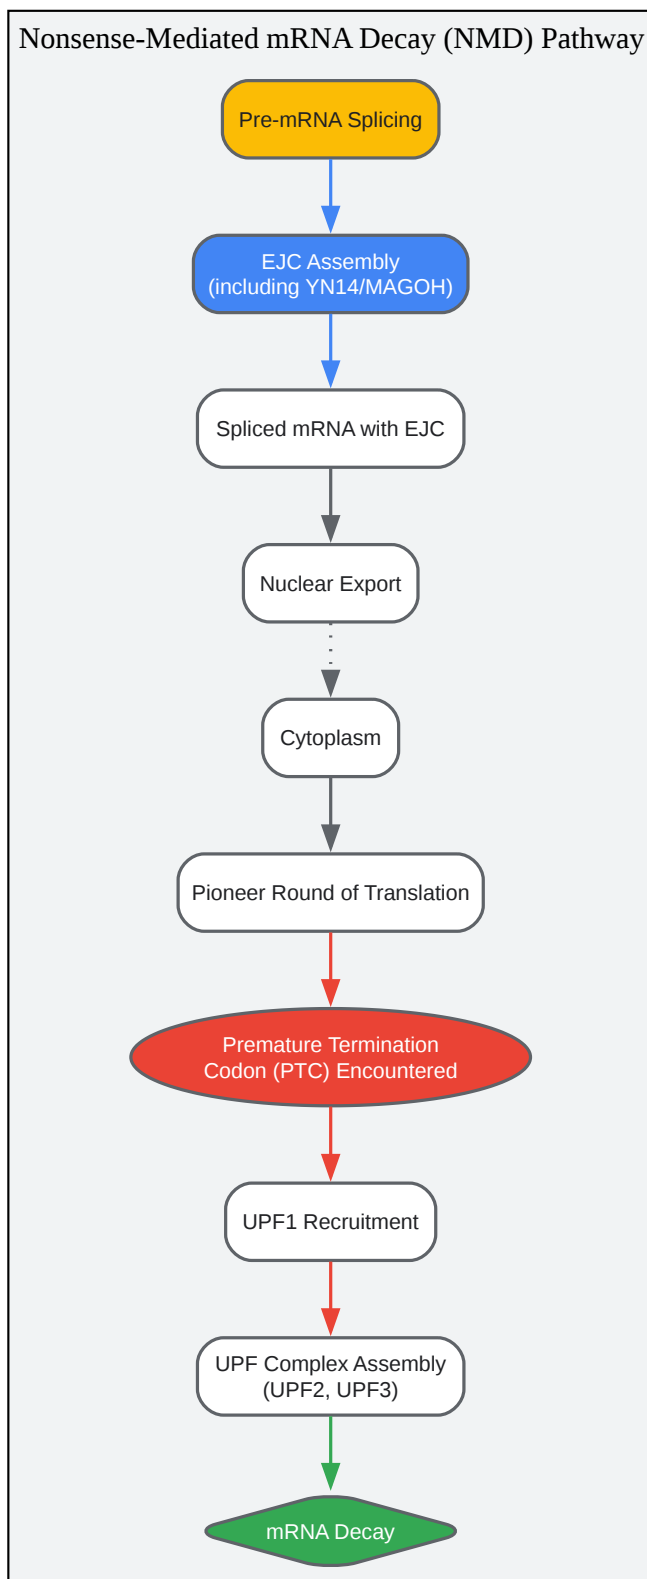 Nonsense-Mediated mRNA Decay (NMD) Pathway
Pre-mRNA Splicing
EJC Assembly
(including YN14/MAGOH)
Spliced mRNA with EJC
Nuclear Export
Cytoplasm
Pioneer Round of Translation
Premature Termination
Codon (PTC) Encountered
UPF1 Recruitment
UPF Complex Assembly
(UPF2, UPF3)
mRNA Decay